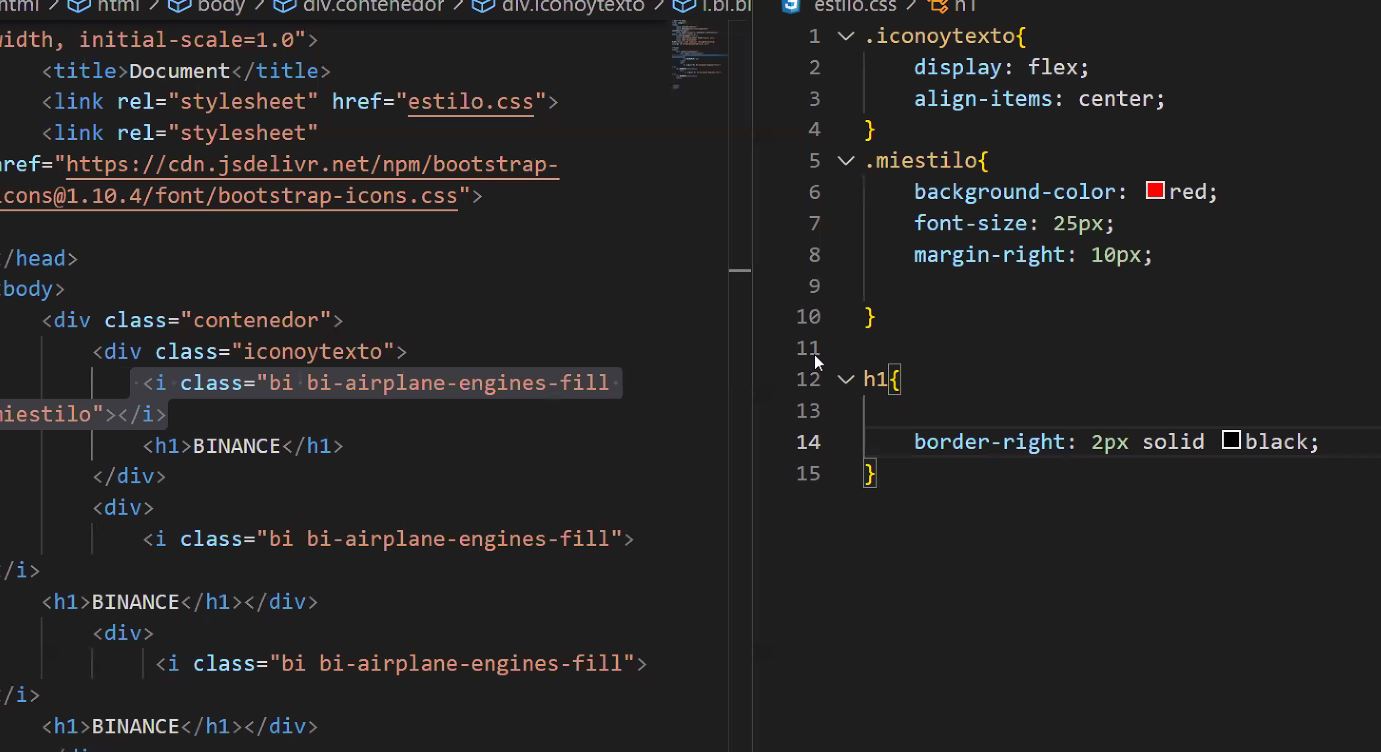 html > html > body > div.contenedor > div.iconoytexto > i.bi.bi
width, initial-scale=1.0">
<title>Document</title>
<link rel="stylesheet" href="estilo.css">
<link rel="stylesheet"
href="https://cdn.jsdelivr.net/npm/bootstrap-
icons@1.10.4/font/bootstrap-icons.css">
</head>
<body>
<div class="contenedor">
<div class="iconoytexto">
<i class="bi bi-airplane-engines-fill
miestilo"></i>
<h1>BINANCE</h1>
</div>
<div>
<i class="bi bi-airplane-engines-fill">
</i>
<h1>BINANCE</h1></div>
<div>
<i class="bi bi-airplane-engines-fill">
</i>
<h1>BINANCE</h1></div>
estilo.css > h1
1 .iconoytexto{
2 display: flex;
3 align-items: center;
4 }
5 .miestilo{
6 background-color: red;
7 font-size: 25px;
8 margin-right: 10px;
9
10 }
11
12 h1{
13
14 border-right: 2px solid black;
15 }